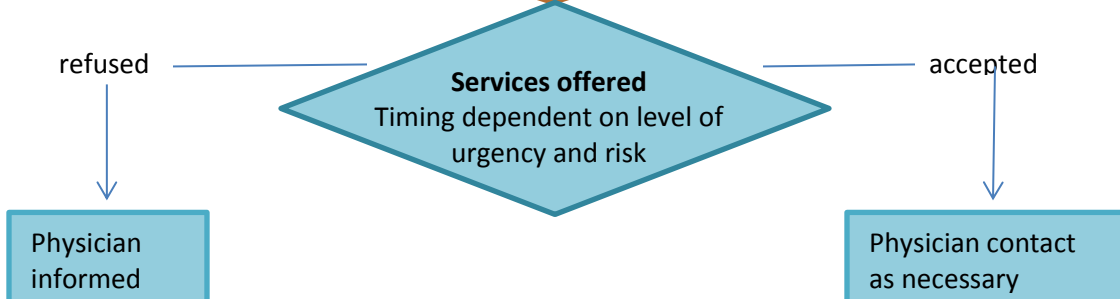 refused
accepted
Services offered
Timing dependent on level of
urgency and risk
Physician
informed
Physician contact
as necessary